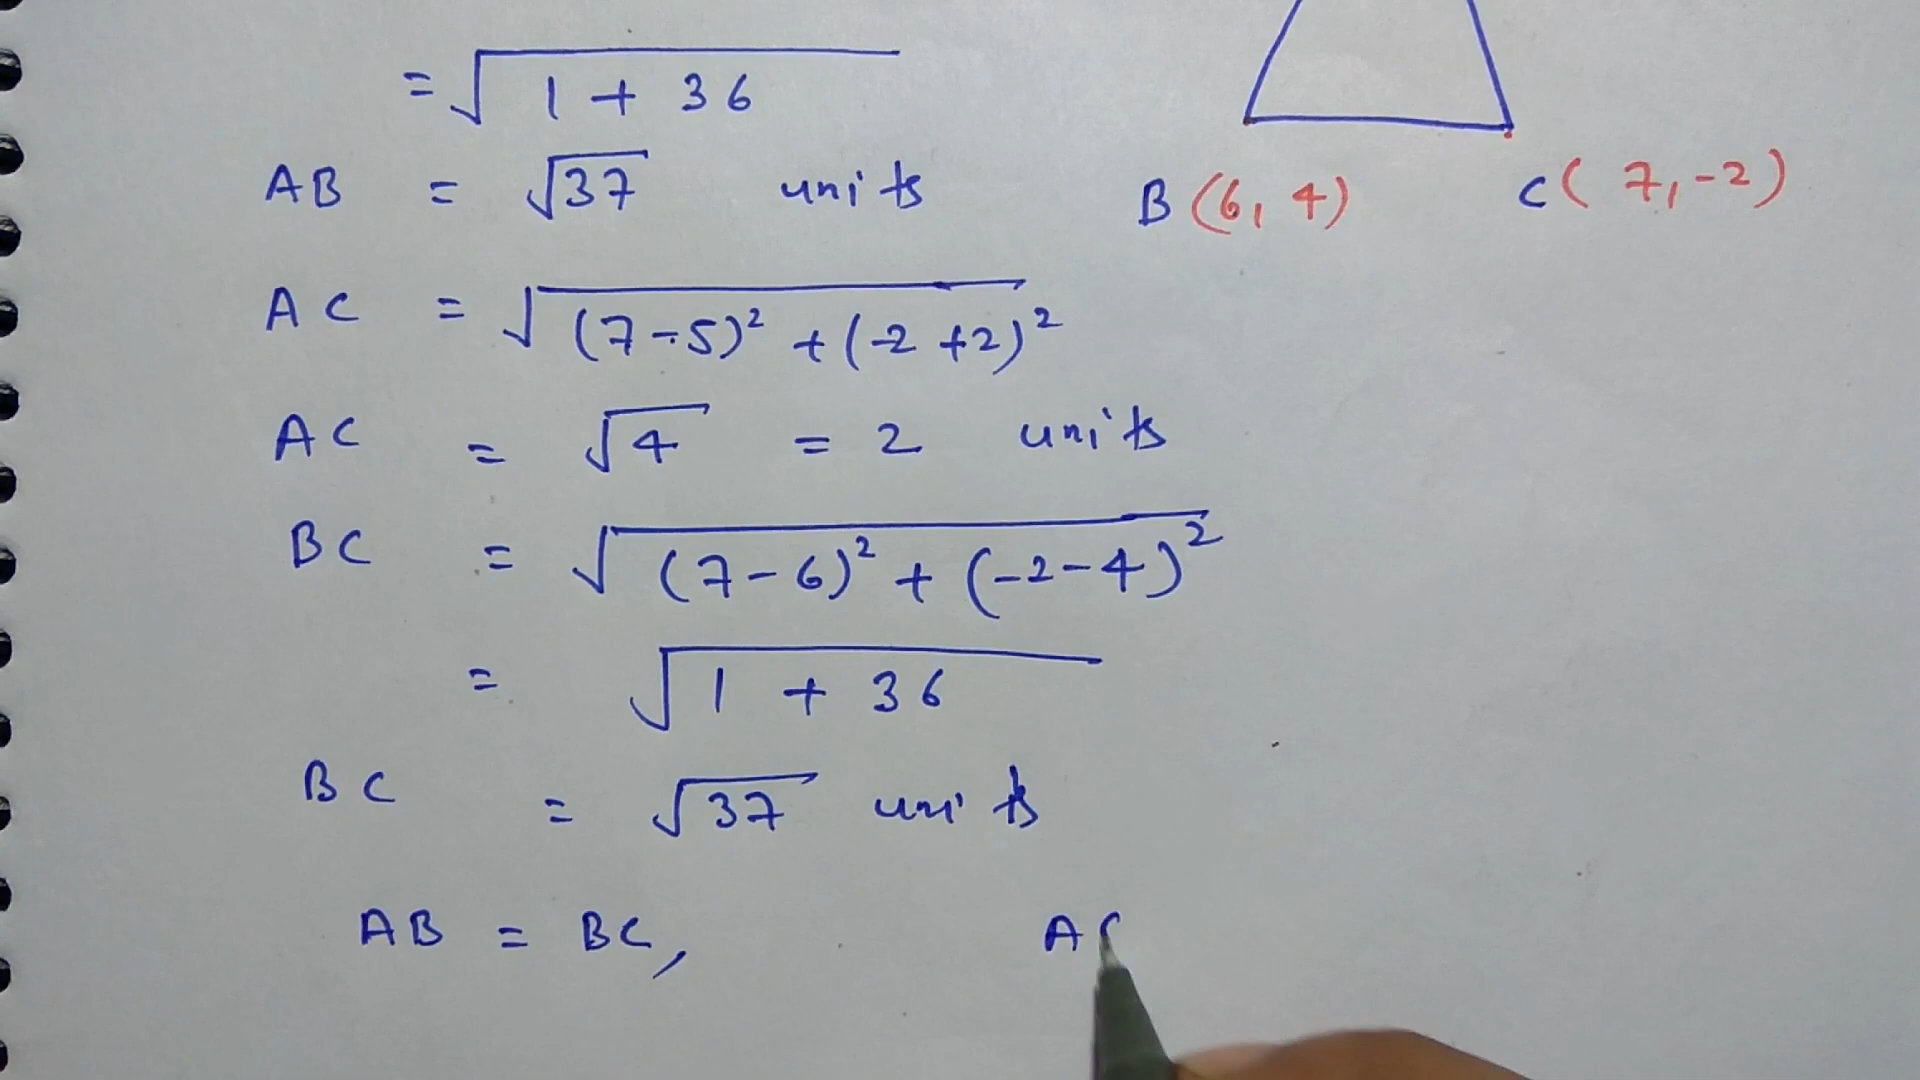 = √1 + 36
AB = √37 units
B (6, 4) C( 7, -2)
AC = √(7-5)² + (-2 +2)²
AC = √4 = 2 units
BC = √(7-6)² + (-2-4)²
= √1 + 36
BC = √37 units
AB = BC, AC